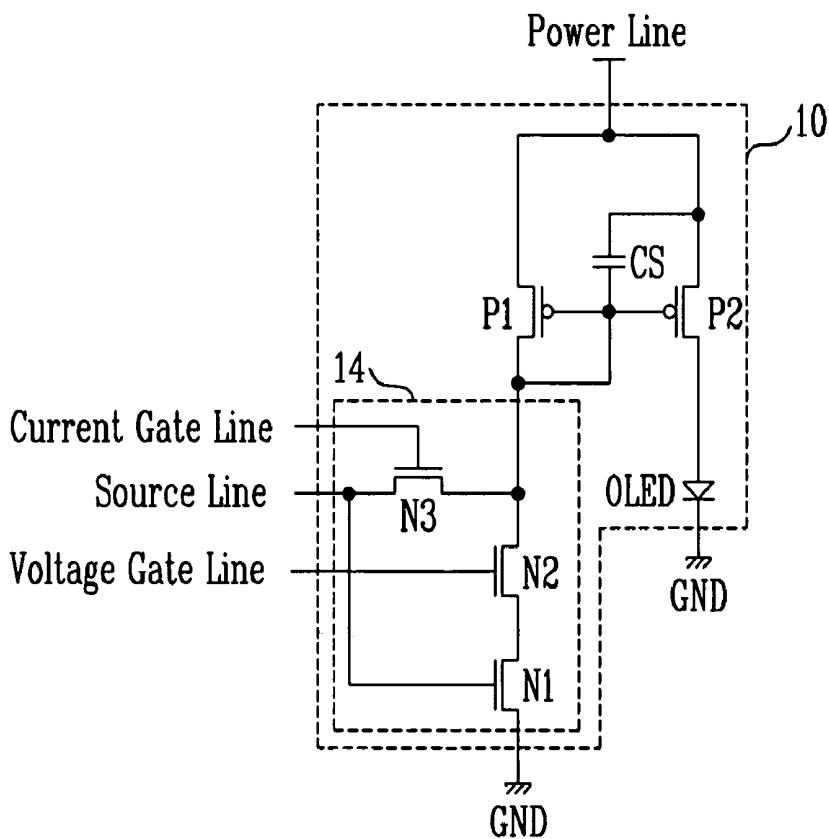 Power Line
10
CS
P1
P2
14
Current Gate Line
Source Line
N3
OLED
Voltage Gate Line
N2
GND
N1
GND